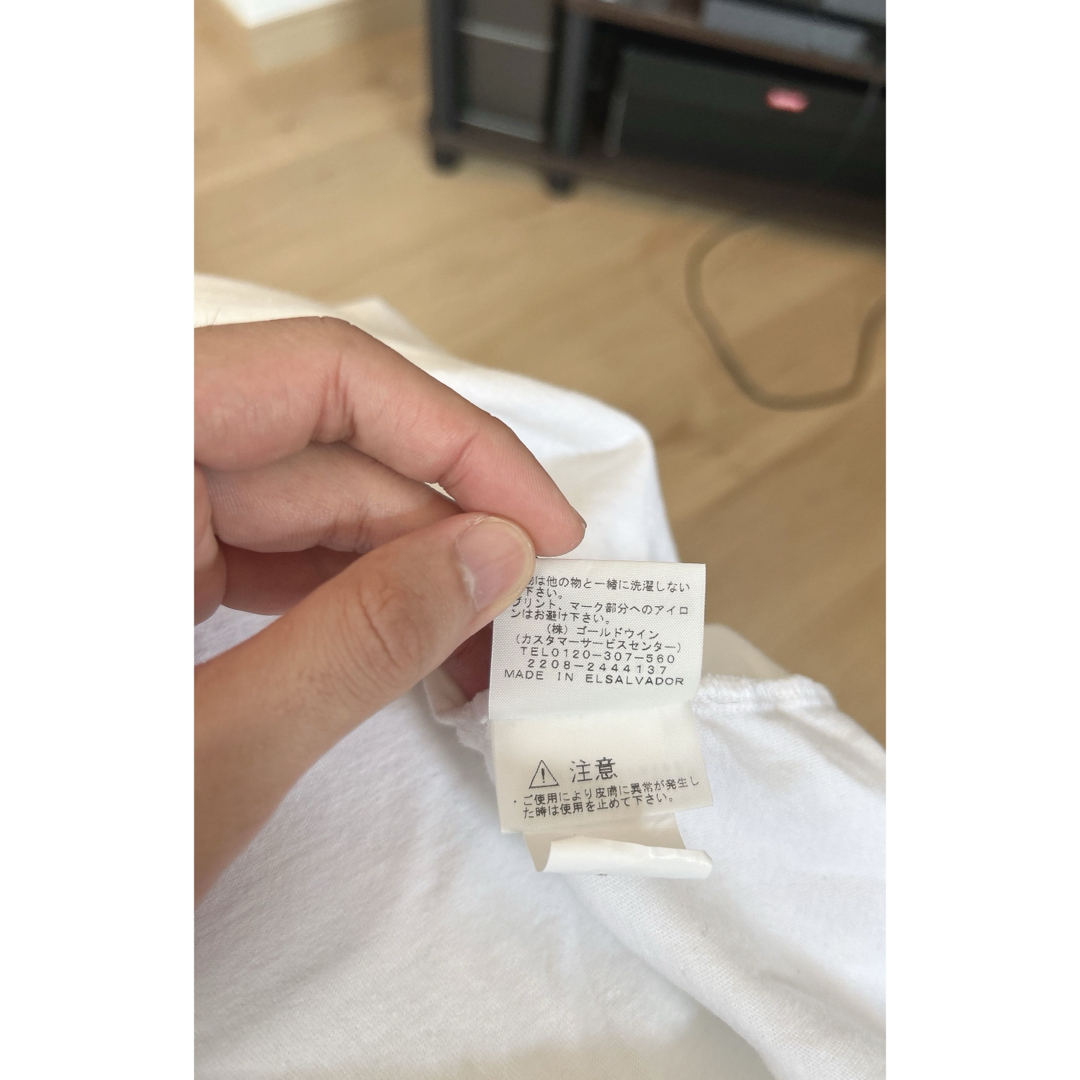 物は他の物と一緒に洗濯しない
下さい。
プリント、マーク部分へのアイロ
ンはお避け下さい。
(株)ゴールドウイン
(カスタマーサービスセンター)
TEL0120-307-560
2208-2444137
MADE IN ELSALVADOR
⚠ 注意
・ご使用により皮膚に異常が発生し
た時は使用を止めて下さい。